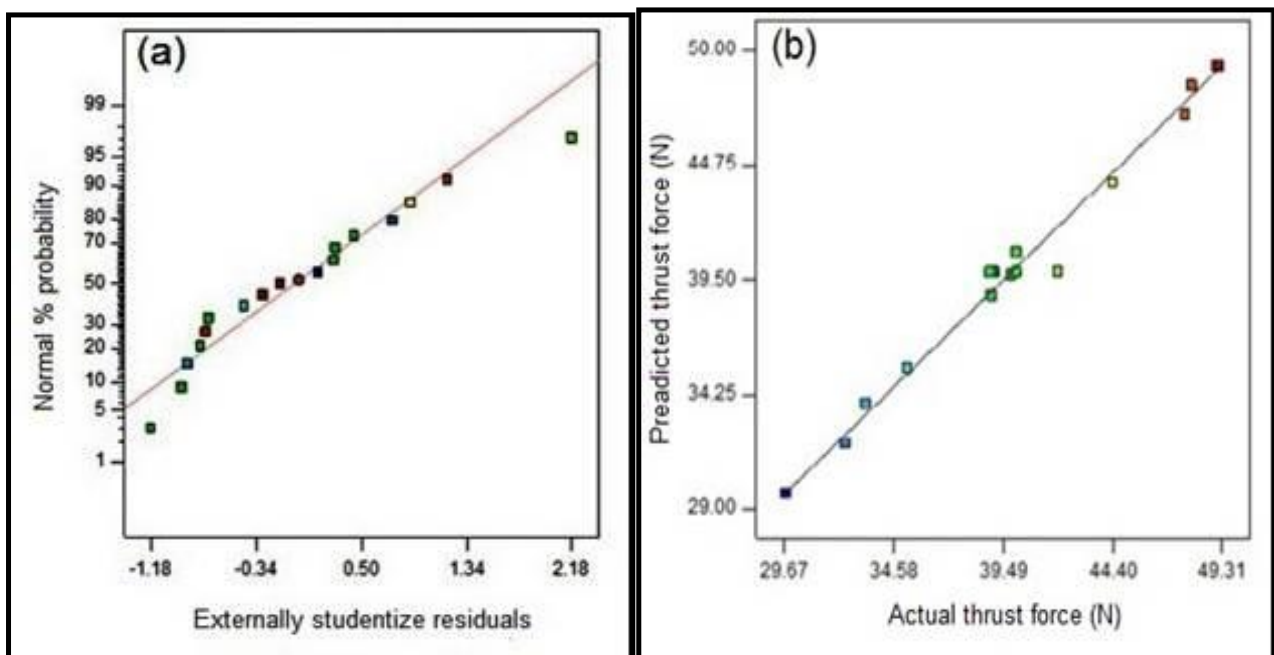 (a)
99
95
90
80
70
50
30
20
10
5
1
Normal % probability
-1.18 -0.34 0.50 1.34 2.18
Externally studentize residuals
(b)
50.00
44.75
39.50
34.25
29.00
Preadicted thrust force (N)
29.67 34.58 39.49 44.40 49.31
Actual thrust force (N)